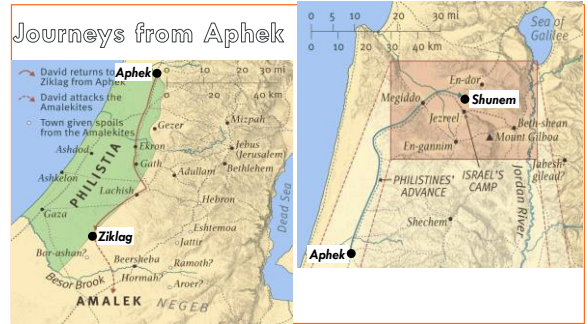 Journeys from Aphek
David returns to
Ziklag from Aphek
David attacks the
Amalekites
Town given spoils
from the Amalekites
Aphek
0 10 20 30 mi
0 20 40 km
Gezer
Mizpah
Ashdod
Ekron
Jebus
(Jerusalem)
Gath
PHILISTIA
Adullam
Bethlehem
Ashkelon
Lachish
Hebron
Gaza
Dead Sea
Ziklag
Eshtemoa
Jattir
Bor-ashan?
Beersheba
Ramoth?
Hormah?
Besor Brook
Aroer?
AMALEK
NEGEB
0 5 10 20 30 mi
0 10 20 30 40 km
Sea of
Galilee
En-dor
Megiddo
Shunem
Jezreel
Beth-shean
Mount Gilboa
En-gannim
Jabesh-
gilead?
PHILISTINES'
ADVANCE
ISRAEL'S
CAMP
Jordan River
Shechem
Aphek